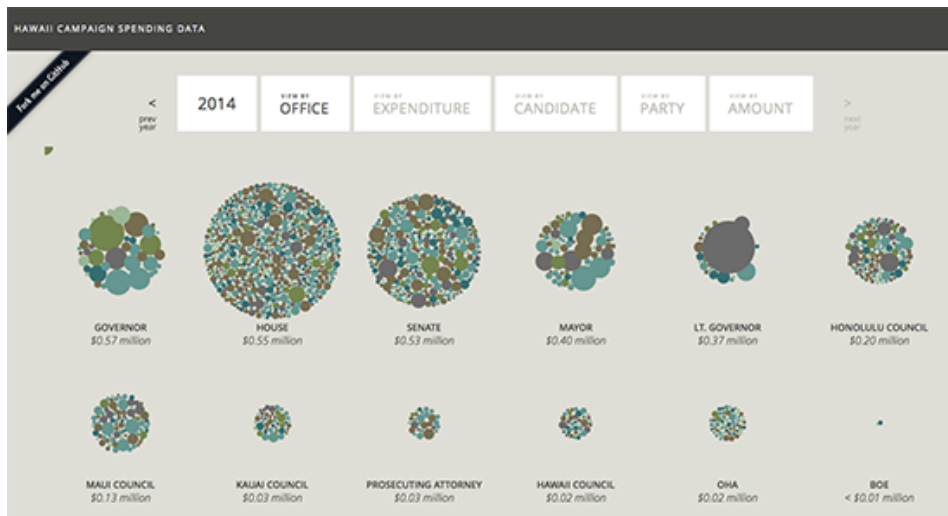 HAWAII CAMPAIGN SPENDING DATA
Fork me on GitHub
<
prev
year
2014
VIEW BY
OFFICE
VIEW BY
EXPENDITURE
VIEW BY
CANDIDATE
VIEW BY
PARTY
VIEW BY
AMOUNT
>
next
year
GOVERNOR
$0.57 million
HOUSE
$0.55 million
SENATE
$0.53 million
MAYOR
$0.40 million
LT. GOVERNOR
$0.37 million
HONOLULU COUNCIL
$0.20 million
MAUI COUNCIL
$0.13 million
KAUAI COUNCIL
$0.03 million
PROSECUTING ATTORNEY
$0.03 million
HAWAII COUNCIL
$0.02 million
OHA
$0.02 million
BOE
< $0.01 million